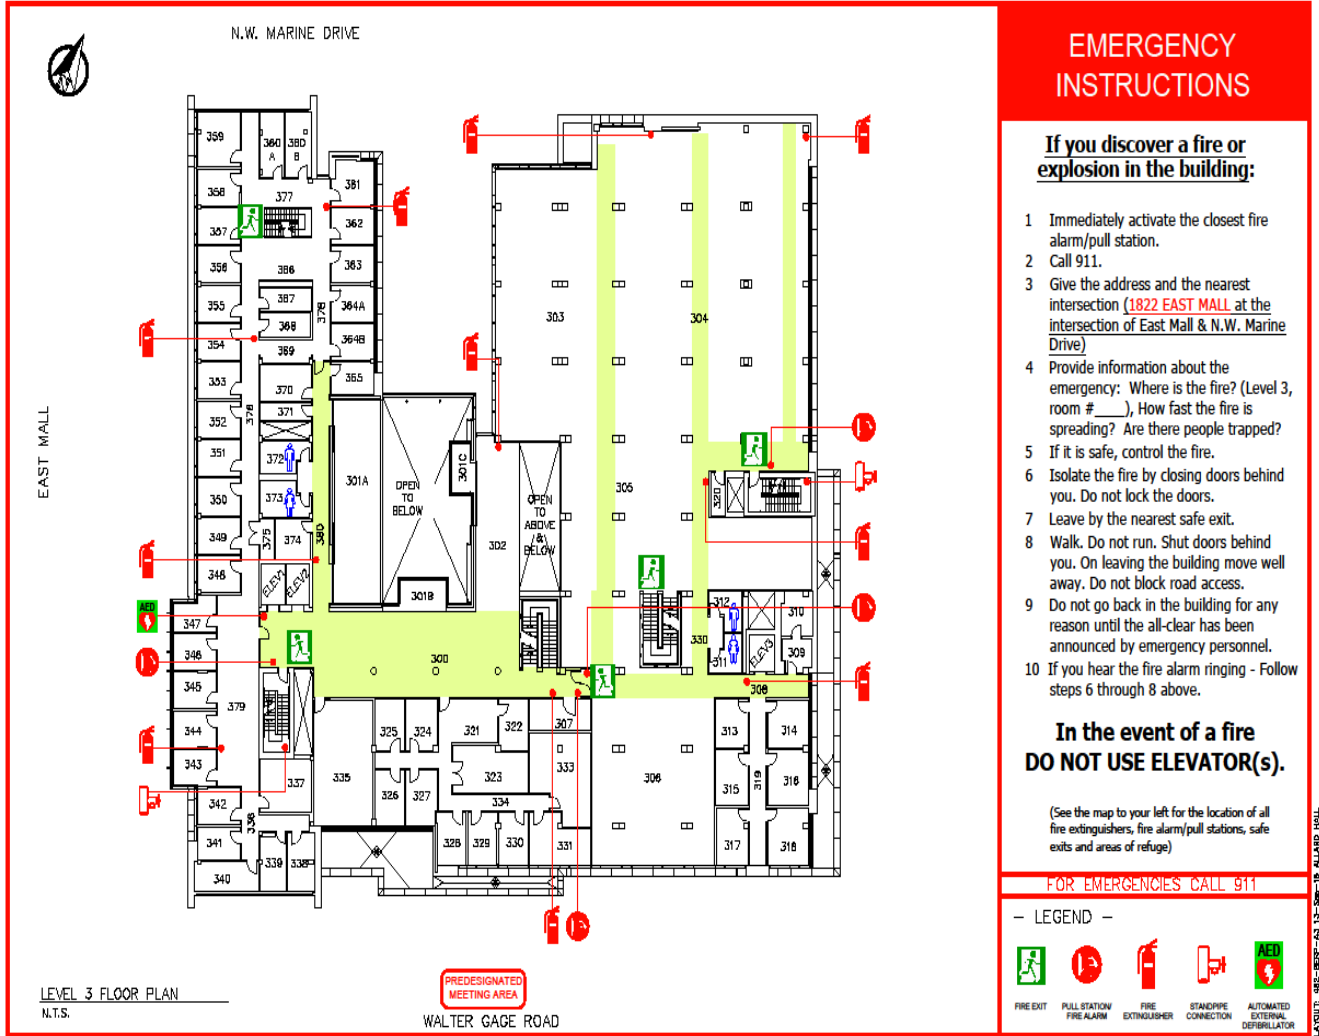 N.W. MARINE DRIVE
EAST MALL
359
360 A
360 B
358
377
361
357
362
356
366
363
355
367
378
364A
354
368
364B
369
353
370
365
376
371
352
372
351
373
350
375
374
349
380
348
ELEV1
ELEV2
301A
OPEN
TO
BELOW
301C
301B
302
OPEN
TO
ABOVE
/&
BELOW
303
304
305
320
347
346
300
345
379
344
343
342
337
336
341
340
339
338
335
325
324
321
322
307
326
327
323
333
334
328
329
330
331
306
312
311
330
ELEV3
310
309
308
313
314
319
315
316
317
318
AED
LEVEL 3 FLOOR PLAN
N.T.S.
PREDESIGNATED
MEETING AREA
WALTER GAGE ROAD
EMERGENCY
INSTRUCTIONS
If you discover a fire or
explosion in the building:
1 Immediately activate the closest fire
alarm/pull station.
2 Call 911.
3 Give the address and the nearest
intersection (1822 EAST MALL at the
intersection of East Mall & N.W. Marine
Drive)
4 Provide information about the
emergency: Where is the fire? (Level 3,
room #____), How fast the fire is
spreading? Are there people trapped?
5 If it is safe, control the fire.
6 Isolate the fire by closing doors behind
you. Do not lock the doors.
7 Leave by the nearest safe exit.
8 Walk. Do not run. Shut doors behind
you. On leaving the building move well
away. Do not block road access.
9 Do not go back in the building for any
reason until the all-clear has been
announced by emergency personnel.
10 If you hear the fire alarm ringing - Follow
steps 6 through 8 above.
In the event of a fire
DO NOT USE ELEVATOR(s).
(See the map to your left for the location of all
fire extinguishers, fire alarm/pull stations, safe
exits and areas of refuge)
FOR EMERGENCIES CALL 911
– LEGEND –
AED
FIRE EXIT
PULL STATION/
FIRE ALARM
FIRE
EXTINGUISHER
STANDPIPE
CONNECTION
AUTOMATED
EXTERNAL
DEFIBRILLATOR
ALLARD HALL